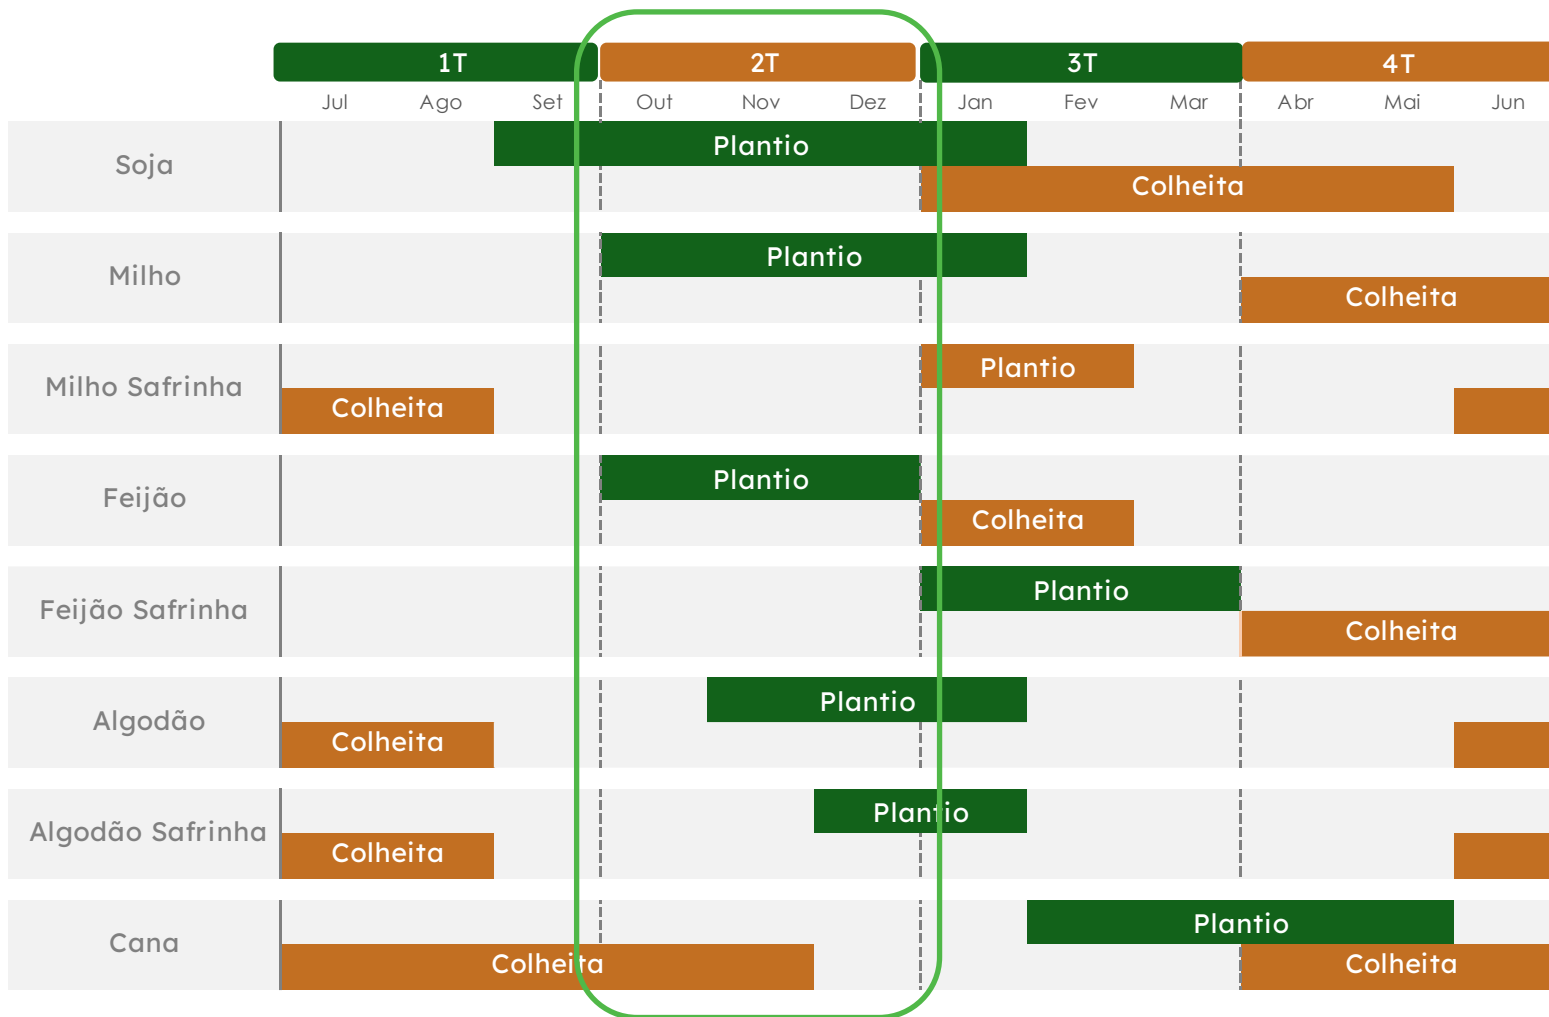 1T 2T 3T 4T
Jul Ago Set Out Nov Dez Jan Fev Mar Abr Mai Jun
Soja
Plantio
Colheita
Milho
Plantio
Colheita
Milho Safrinha
Plantio
Colheita
Feijão
Plantio
Colheita
Feijão Safrinha
Plantio
Colheita
Algodão
Plantio
Colheita
Algodão Safrinha
Plantio
Colheita
Cana
Plantio
Colheita Colheita